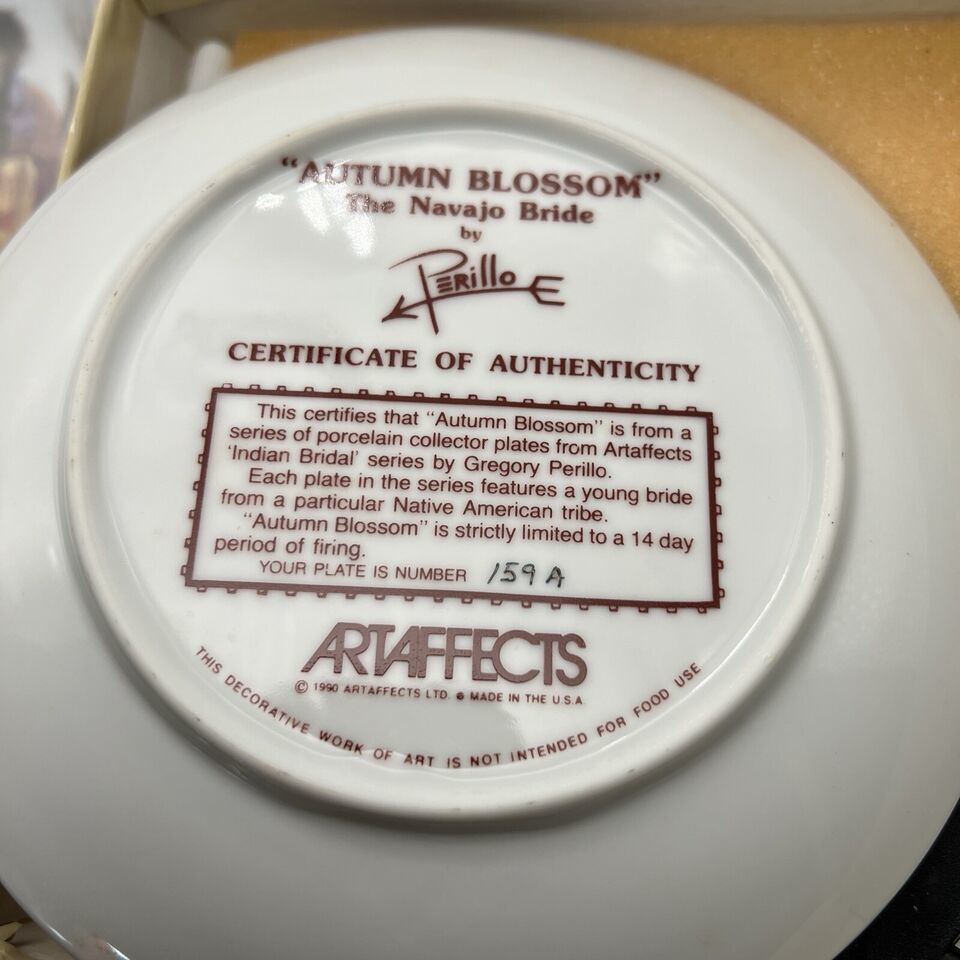 "AUTUMN BLOSSOM"
The Navajo Bride
by
PERillo
CERTIFICATE OF AUTHENTICITY
This certifies that "Autumn Blossom" is from a
series of porcelain collector plates from Artaffects
'Indian Bridal' series by Gregory Perillo.
Each plate in the series features a young bride
from a particular Native American tribe.
"Autumn Blossom" is strictly limited to a 14 day
period of firing.
YOUR PLATE IS NUMBER 159A
ARTAFFECTS
© 1990 ARTAFFECTS LTD. ● MADE IN THE U.S.A.
THIS DECORATIVE WORK OF ART IS NOT INTENDED FOR FOOD USE